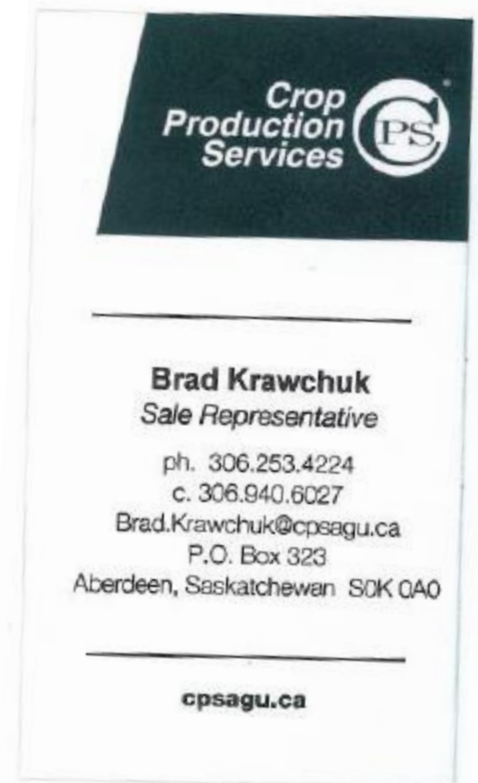 Crop
Production
Services
CPS
Brad Krawchuk
Sale Representative
ph. 306.253.4224
c. 306.940.6027
Brad.Krawchuk@cpsagu.ca
P.O. Box 323
Aberdeen, Saskatchewan S0K 0A0
cpsagu.ca